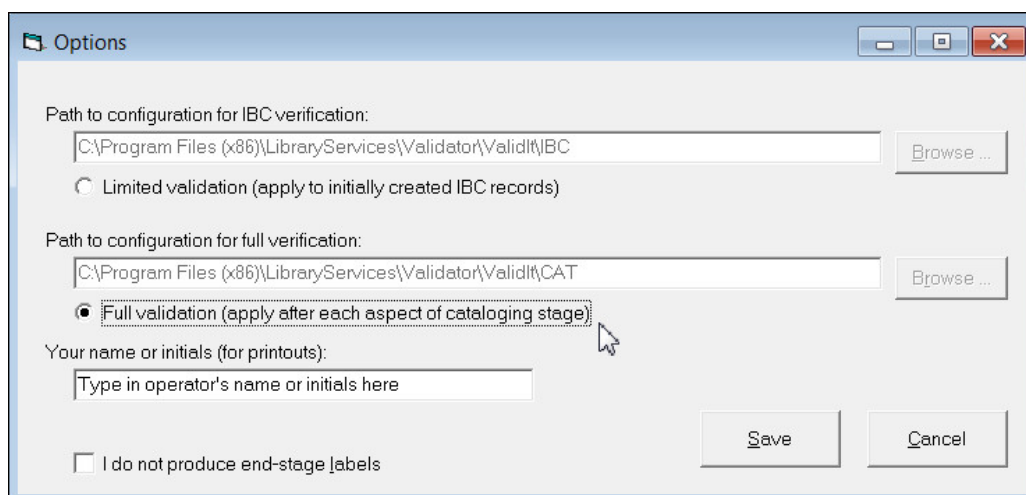 Options
Path to configuration for IBC verification:
C:\Program Files (x86)\LibraryServices\Validator\ValidIt\IBC
Browse ...
Limited validation (apply to initially created IBC records)
Path to configuration for full verification:
C:\Program Files (x86)\LibraryServices\Validator\ValidIt\CAT
Browse ...
Full validation (apply after each aspect of cataloging stage)
Your name or initials (for printouts):
Type in operator's name or initials here
Save
Cancel
I do not produce end-stage labels